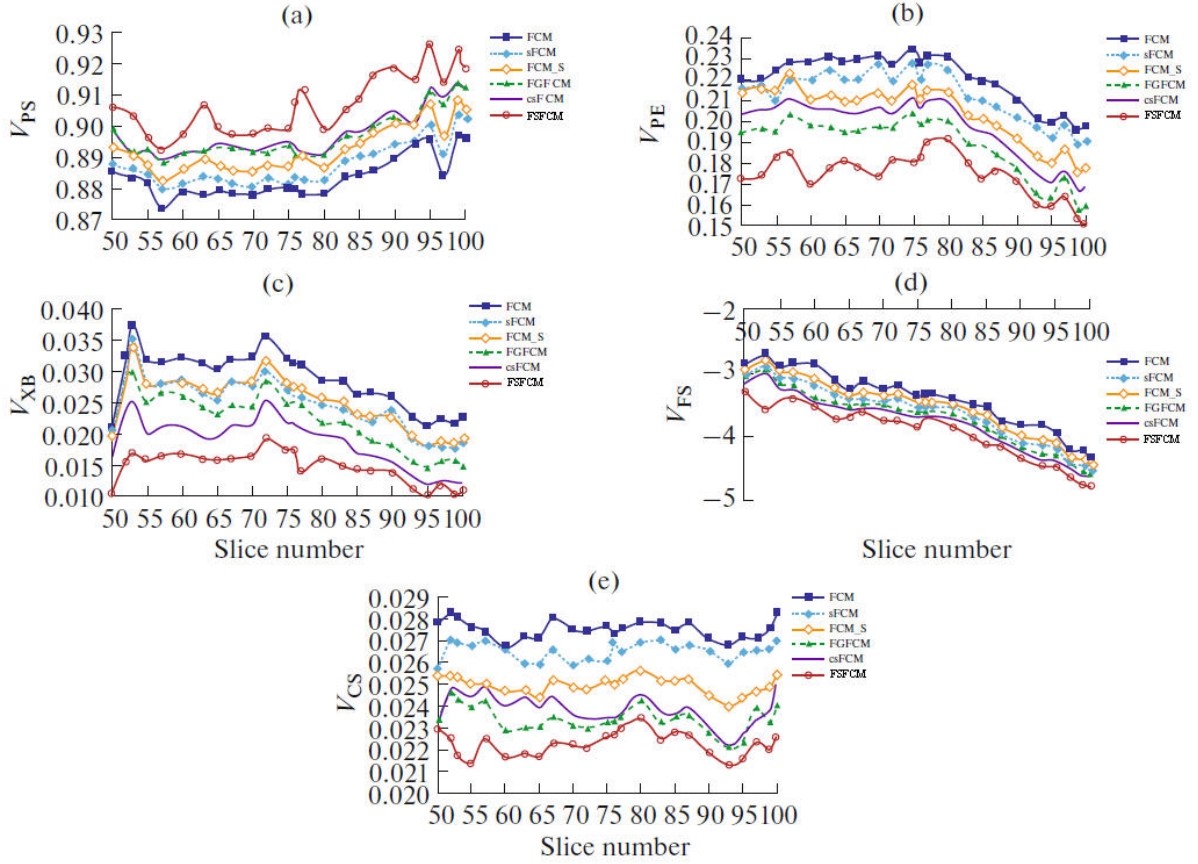 (a)
0.93
0.92
0.91
0.90
0.89
0.88
0.87
V_PS
50 55 60 65 70 75 80 85 90 95 100
FCM
sFCM
FCM_S
FGFCM
csFCM
FSFCM
(b)
0.24
0.23
0.22
0.21
0.20
0.19
0.18
0.17
0.16
0.15
V_PE
50 55 60 65 70 75 80 85 90 95 100
FCM
sFCM
FCM_S
FGFCM
csFCM
FSFCM
(c)
0.040
0.035
0.030
0.025
0.020
0.015
0.010
V_XB
50 55 60 65 70 75 80 85 90 95 100
Slice number
FCM
sFCM
FCM_S
FGFCM
csFCM
FSFCM
(d)
−2
−3
−4
−5
V_FS
50 55 60 65 70 75 80 85 90 95 100
Slice number
FCM
sFCM
FCM_S
FGFCM
csFCM
FSFCM
(e)
0.029
0.028
0.027
0.026
0.025
0.024
0.023
0.022
0.021
0.020
V_CS
50 55 60 65 70 75 80 85 90 95 100
Slice number
FCM
sFCM
FCM_S
FGFCM
csFCM
FSFCM